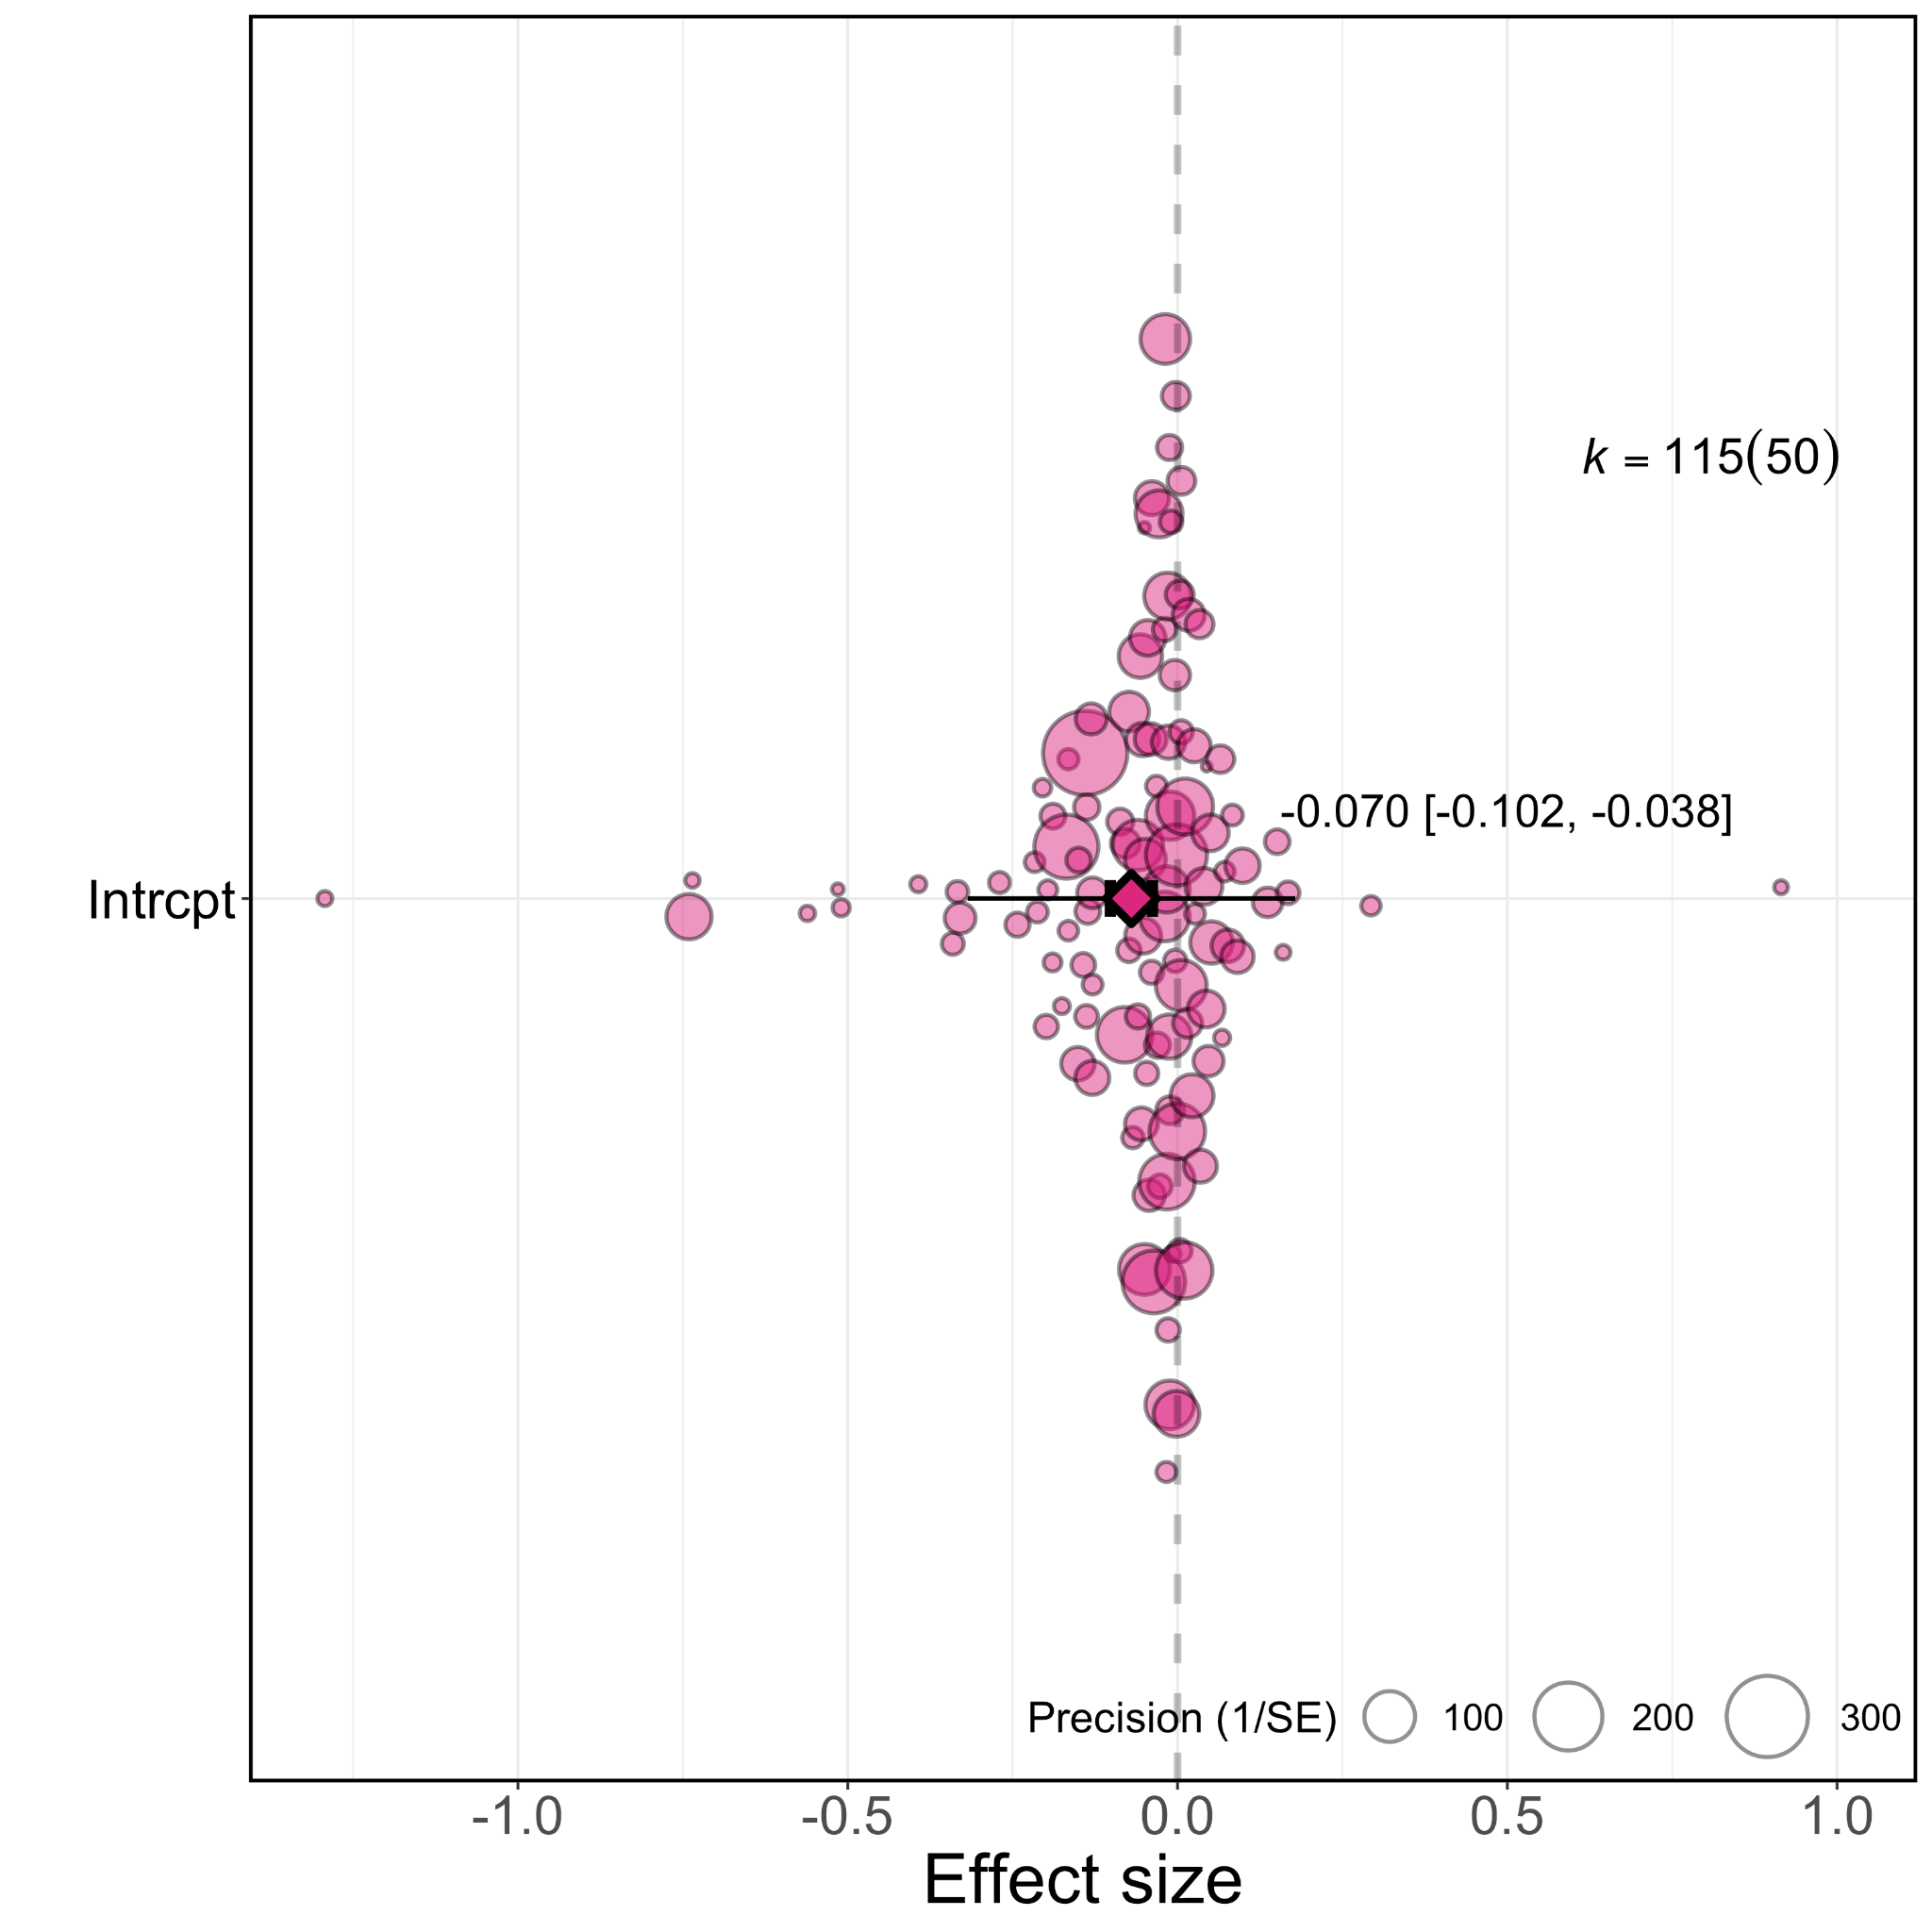 k = 115(50)
-0.070 [-0.102, -0.038]
Intrcpt
Precision (1/SE) 100 200 300
-1.0 -0.5 0.0 0.5 1.0
Effect size